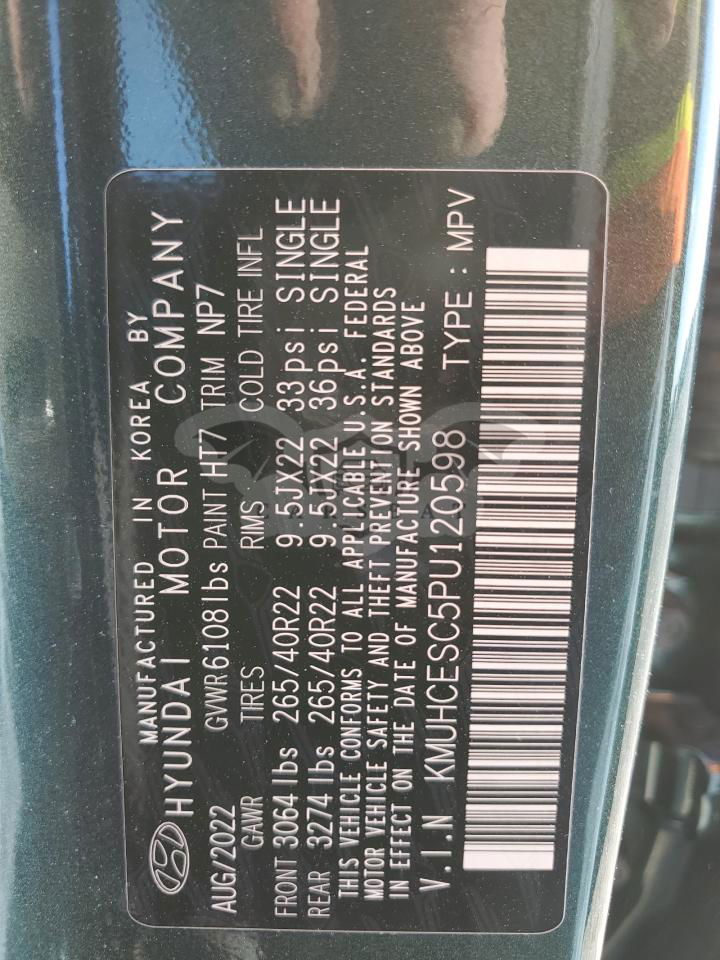 MANUFACTURED IN KOREA BY
HYUNDAI MOTOR COMPANY
AUG/2022 GVWR6108lbs PAINT HT7 TRIM NP7
GAWR TIRES RIMS COLD TIRE INFL
FRONT 3064 lbs 265/40R22 9.5JX22 33psi SINGLE
REAR 3274 lbs 265/40R22 9.5JX22 36psi SINGLE
THIS VEHICLE CONFORMS TO ALL APPLICABLE U.S.A. FEDERAL
MOTOR VEHICLE SAFETY AND THEFT PREVENTION STANDARDS
IN EFFECT ON THE DATE OF MANUFACTURE SHOWN ABOVE
V.I.N KMUHCESC5PU120598 TYPE : MPV